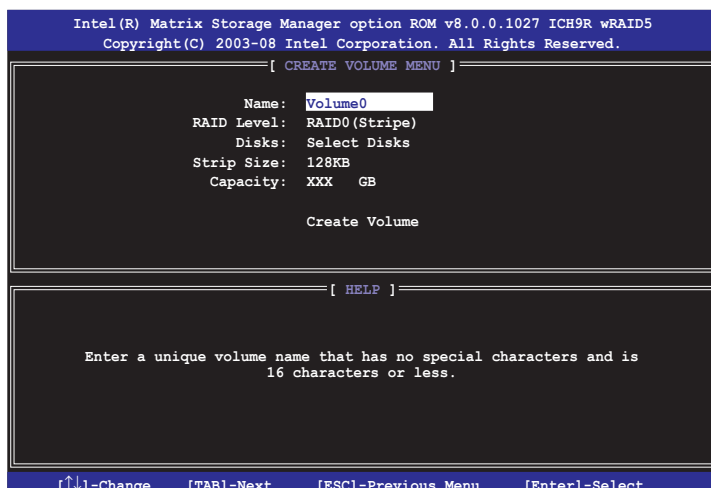 Intel(R) Matrix Storage Manager option ROM v8.0.0.1027 ICH9R wRAID5
Copyright(C) 2003-08 Intel Corporation. All Rights Reserved.
[ CREATE VOLUME MENU ]
Name: Volume0
RAID Level: RAID0(Stripe)
Disks: Select Disks
Strip Size: 128KB
Capacity: XXX GB
Create Volume
[ HELP ]
Enter a unique volume name that has no special characters and is
16 characters or less.
[↑↓]-Change [TAB]-Next [ESC]-Previous Menu [Enter]-Select